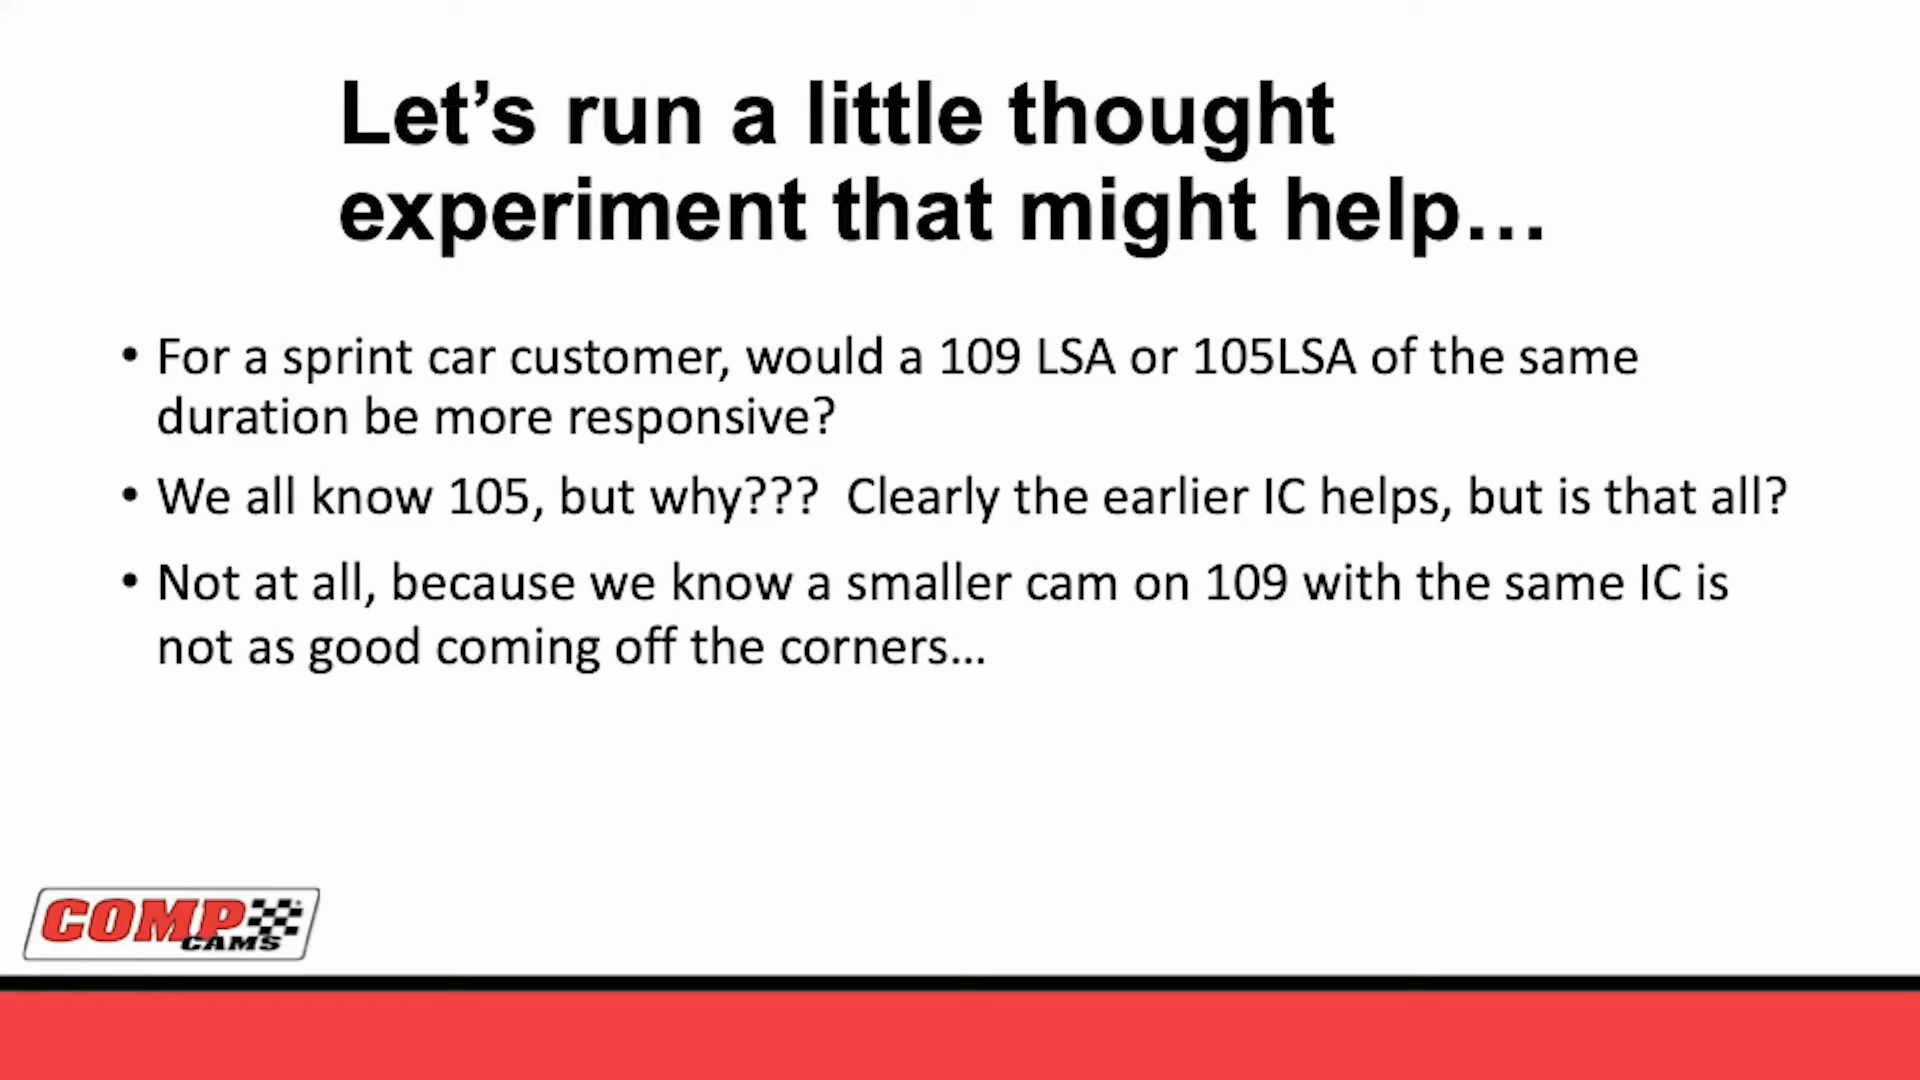 Let’s run a little thought
experiment that might help…
• For a sprint car customer, would a 109 LSA or 105LSA of the same
duration be more responsive?
• We all know 105, but why???  Clearly the earlier IC helps, but is that all?
• Not at all, because we know a smaller cam on 109 with the same IC is
not as good coming off the corners…
COMP
CAMS